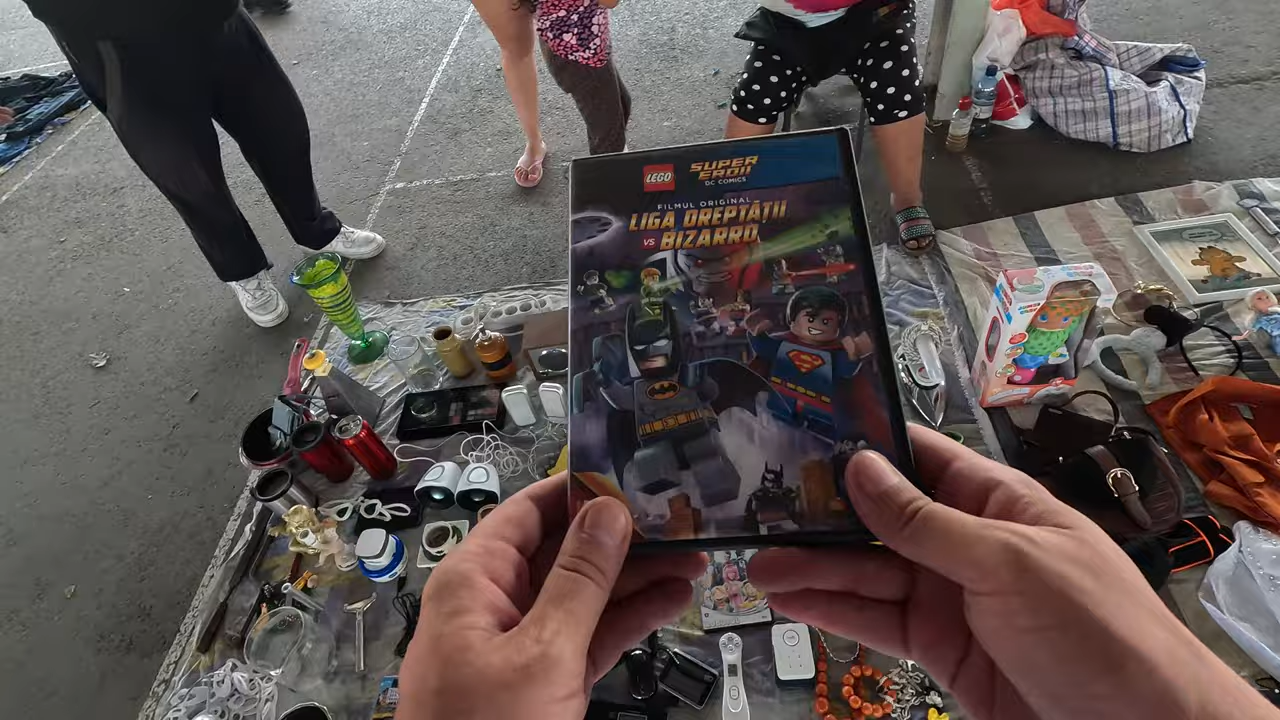 LEGO
SUPER
EROII
DC COMICS
FILMUL ORIGINAL
LIGA DREPTĂȚII
VS BIZARRO